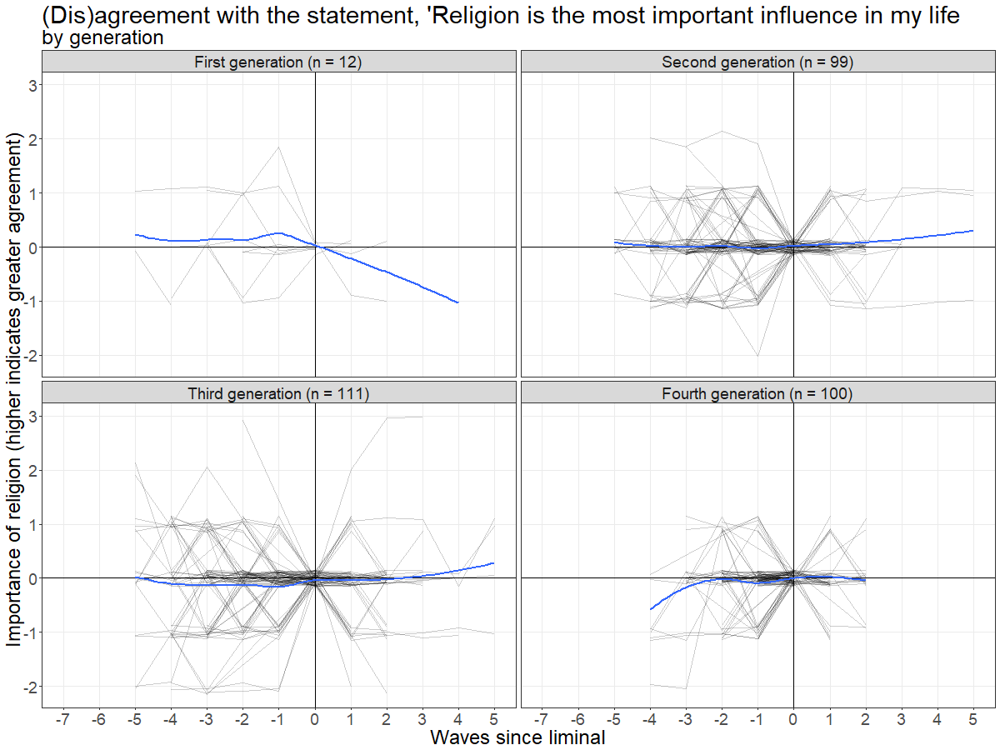 (Dis)agreement with the statement, 'Religion is the most important influence in my life
by generation
First generation (n = 12)
Second generation (n = 99)
3
2
1
0
-1
-2
Third generation (n = 111)
Fourth generation (n = 100)
3
2
1
0
-1
-2
-7 -6 -5 -4 -3 -2 -1 0 1 2 3 4 5
-7 -6 -5 -4 -3 -2 -1 0 1 2 3 4 5
Waves since liminal
Importance of religion (higher indicates greater agreement)